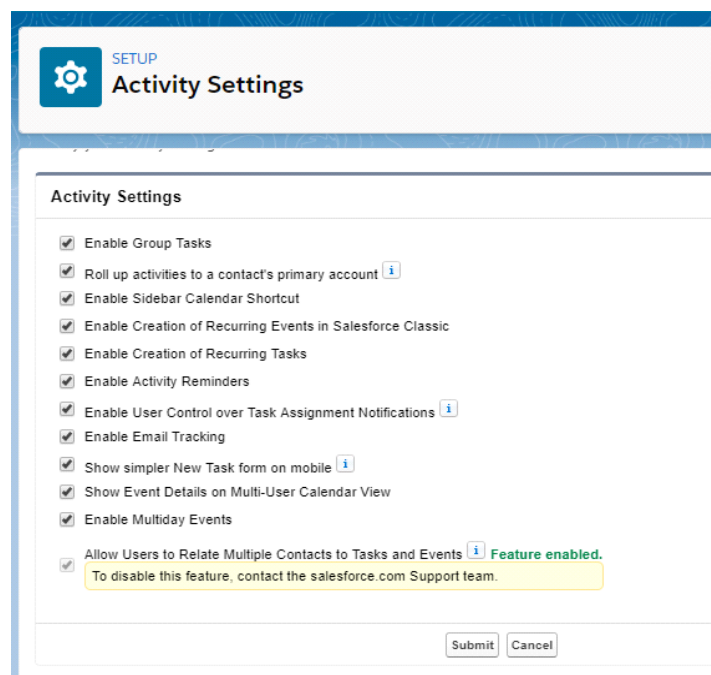 SETUP
Activity Settings
Activity Settings
Enable Group Tasks
Roll up activities to a contact's primary account i
Enable Sidebar Calendar Shortcut
Enable Creation of Recurring Events in Salesforce Classic
Enable Creation of Recurring Tasks
Enable Activity Reminders
Enable User Control over Task Assignment Notifications i
Enable Email Tracking
Show simpler New Task form on mobile i
Show Event Details on Multi-User Calendar View
Enable Multiday Events
Allow Users to Relate Multiple Contacts to Tasks and Events i Feature enabled.
To disable this feature, contact the salesforce.com Support team.
Submit Cancel